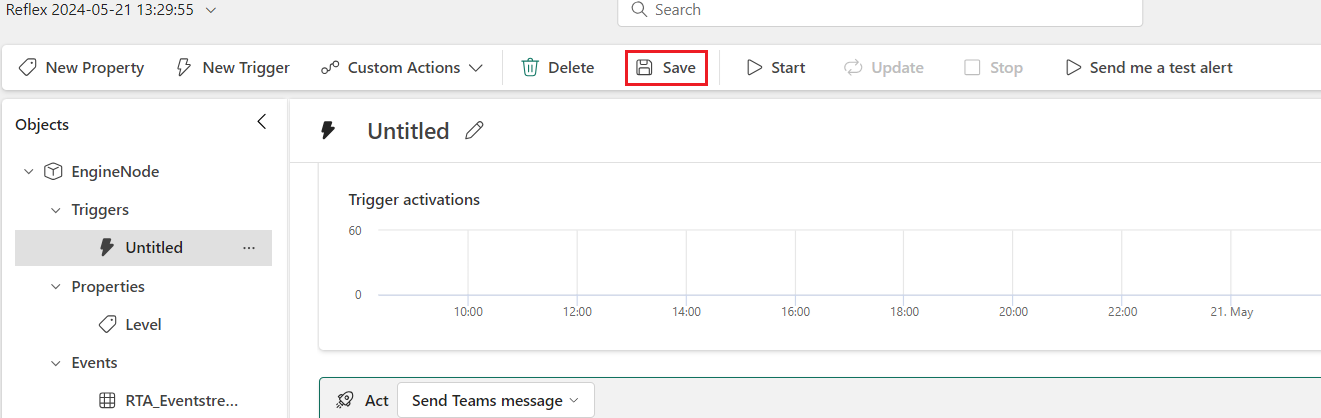 Reflex 2024-05-21 13:29:55
Search
New Property
New Trigger
Custom Actions
Delete
Save
Start
Update
Stop
Send me a test alert
Objects
EngineNode
Triggers
Untitled
...
Properties
Level
Events
RTA_Eventstre...
Untitled
Trigger activations
60
0
10:00 12:00 14:00 16:00 18:00 20:00 22:00 21. May
Act
Send Teams message